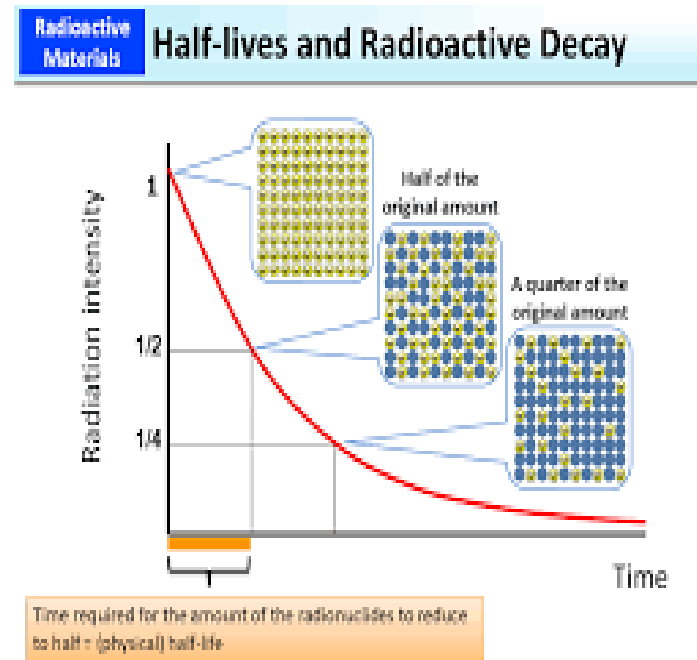 Radioactive
Materials
Half-lives and Radioactive Decay
1
Half of the
original amount
A quarter of the
original amount
Radiation intensity
1/2
1/4
Time
Time required for the amount of the radionuclides to reduce
to half = (physical) half-life